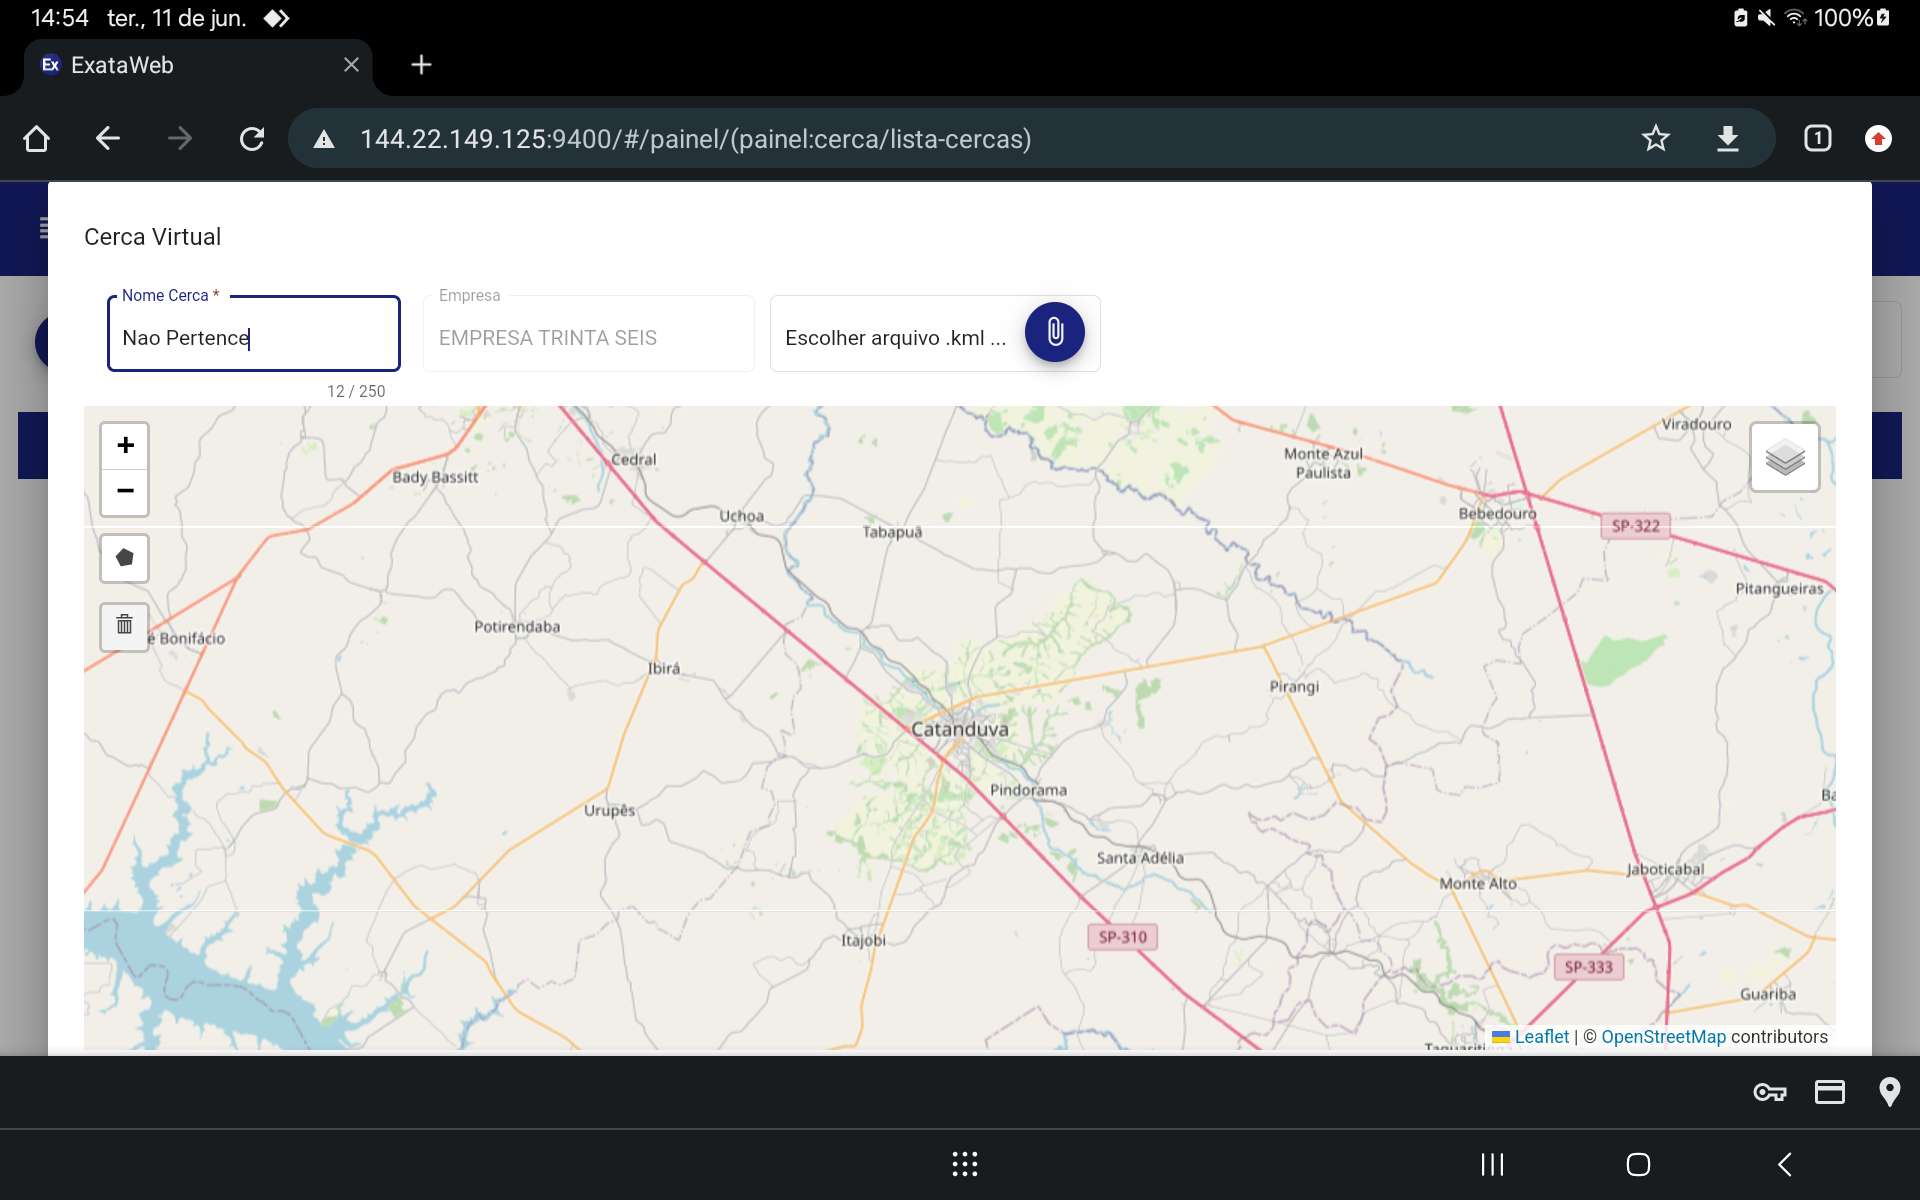 14:54 ter., 11 de jun. 100%
Ex ExataWeb
144.22.149.125:9400/#/painel/(painel:cerca/lista-cercas)
1
Cerca Virtual
Nome Cerca *
Nao Pertence
12 / 250
Empresa
EMPRESA TRINTA SEIS
Escolher arquivo .kml ...
+
−
Viradouro
Cedral
Monte Azul
Paulista
Bady Bassitt
Uchoa
Tabapuã
Bebedouro
SP-322
Pitangueiras
é Bonifácio
Potirendaba
Ibirá
Pirangi
Catanduva
Pindorama
Ba
Urupês
Santa Adélia
Jaboticabal
Monte Alto
Itajobi
SP-310
SP-333
Guariba
Leaflet | © OpenStreetMap contributors